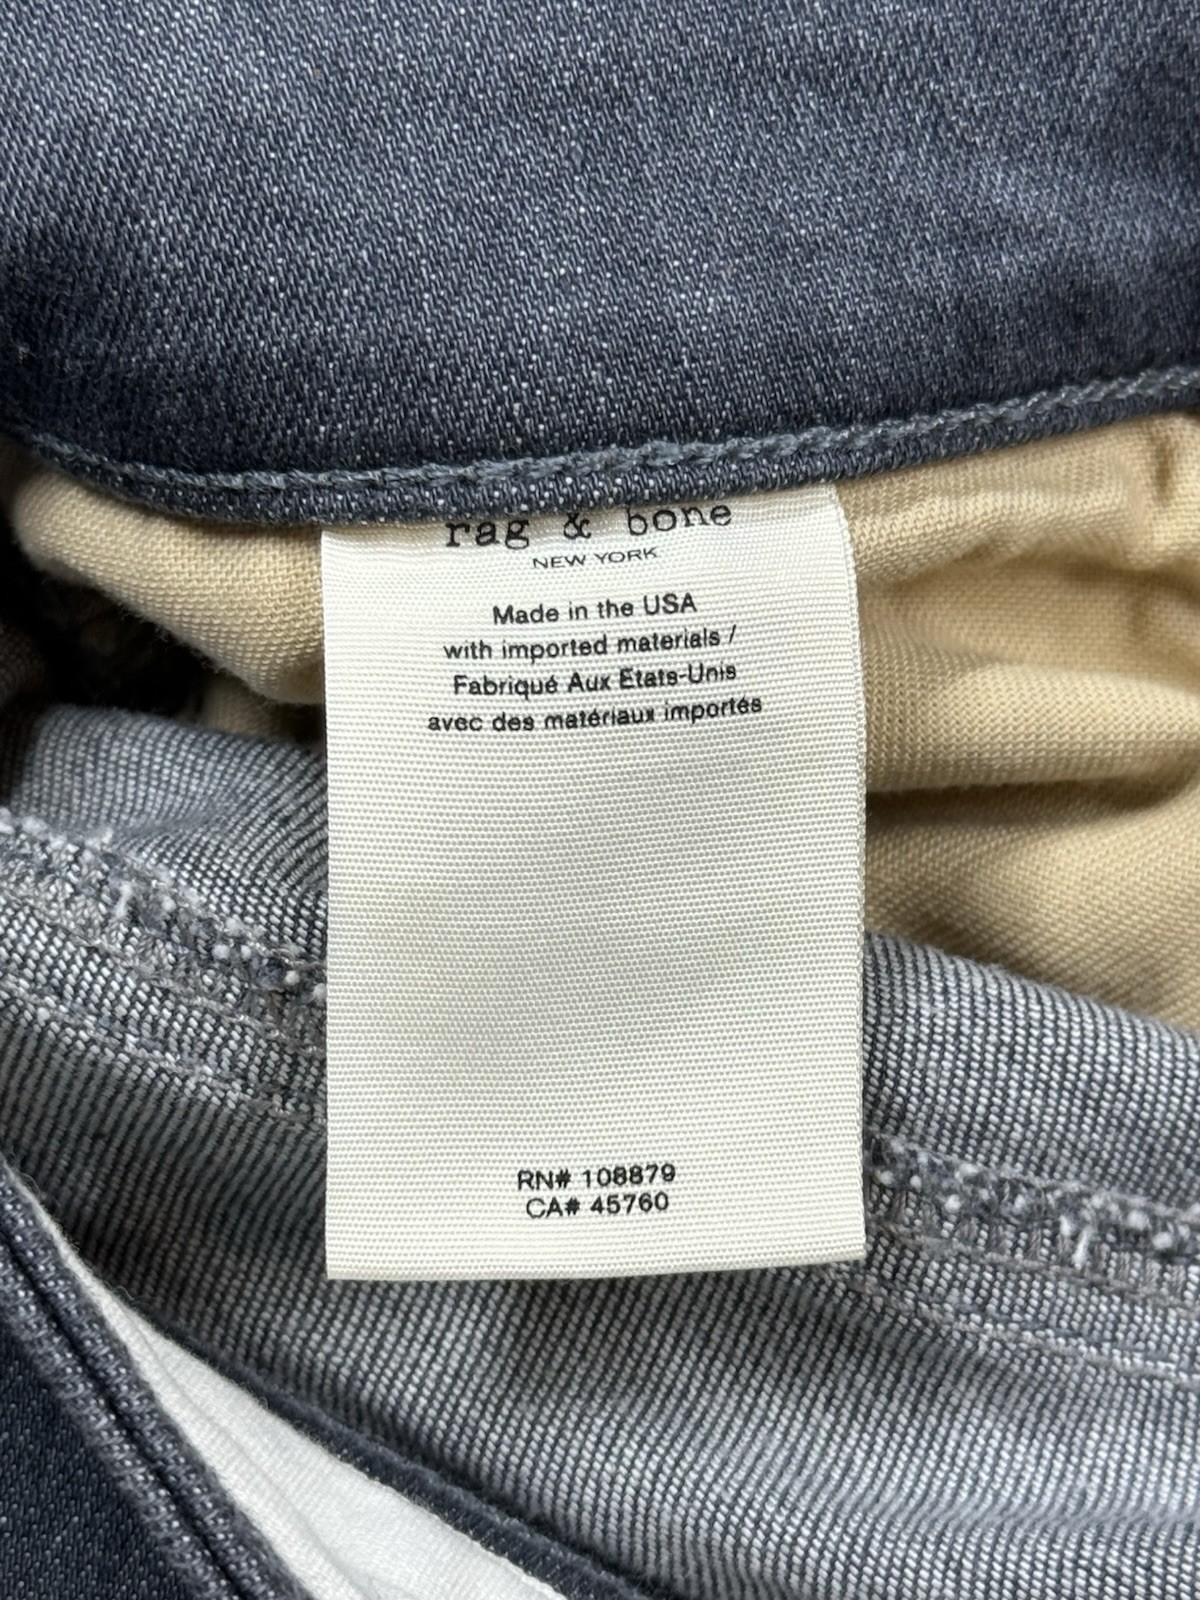 rag & bone
NEW YORK
Made in the USA
with imported materials /
Fabriqué Aux Etats-Unis
avec des matériaux importés
RN# 108879
CA# 45760